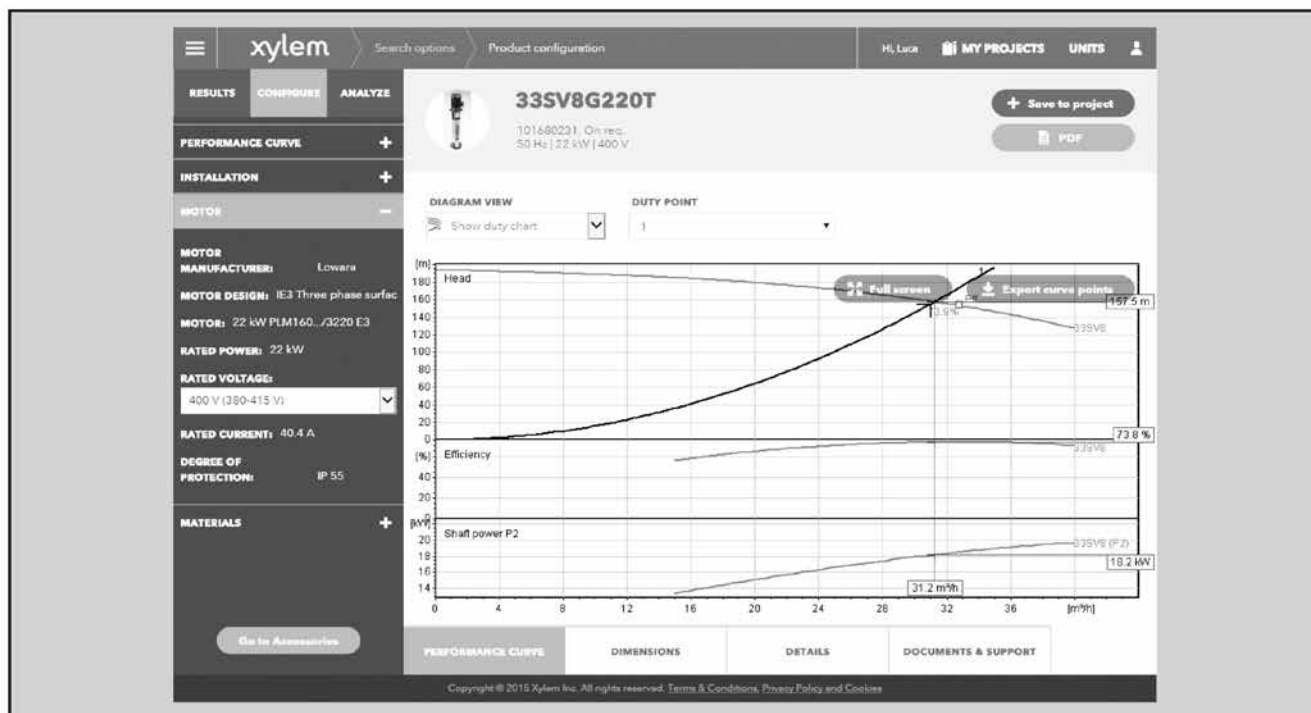 xylem
Search options
Product configuration
Hi, Luca
MY PROJECTS
UNITS
RESULTS
CONFIGURE
ANALYZE
PERFORMANCE CURVE +
INSTALLATION +
MOTOR −
MOTOR
MANUFACTURER: Lowara
MOTOR DESIGN: IE3 Three phase surfac
MOTOR: 22 kW PLM160.../3220 E3
RATED POWER: 22 kW
RATED VOLTAGE:
400 V (380-415 V)
RATED CURRENT: 40.4 A
DEGREE OF
PROTECTION: IP 55
MATERIALS +
Go to Accessories
33SV8G220T
101680231, On req.
50 Hz | 22 kW | 400 V
+ Save to project
PDF
DIAGRAM VIEW
Show duty chart
DUTY POINT
1
[m]
Head
180
160
140
120
100
80
60
40
20
0
1
Full screen
Export curve points
157.5 m
33SV8
73.8 %
[%]
Efficiency
40
20
0
33SV8
[kW]
Shaft power P2
20
18
16
14
33SV8 (P2)
18.2 kW
31.2 m³/h
0 4 8 12 16 20 24 28 32 36 [m³/h]
PERFORMANCE CURVE
DIMENSIONS
DETAILS
DOCUMENTS & SUPPORT
Copyright © 2015 Xylem Inc. All rights reserved. Terms & Conditions, Privacy Policy and Cookies